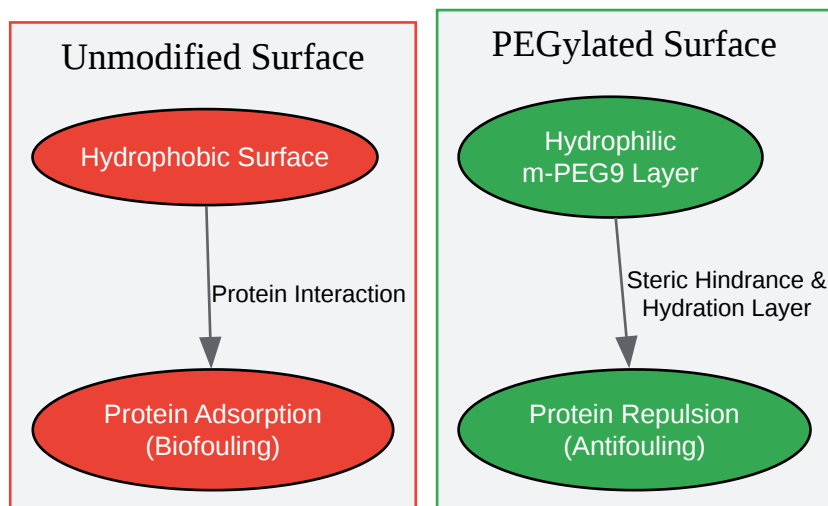 Unmodified Surface
Hydrophobic Surface
Protein Interaction
Protein Adsorption
(Biofouling)
PEGylated Surface
Hydrophilic
m-PEG9 Layer
Steric Hindrance &
Hydration Layer
Protein Repulsion
(Antifouling)